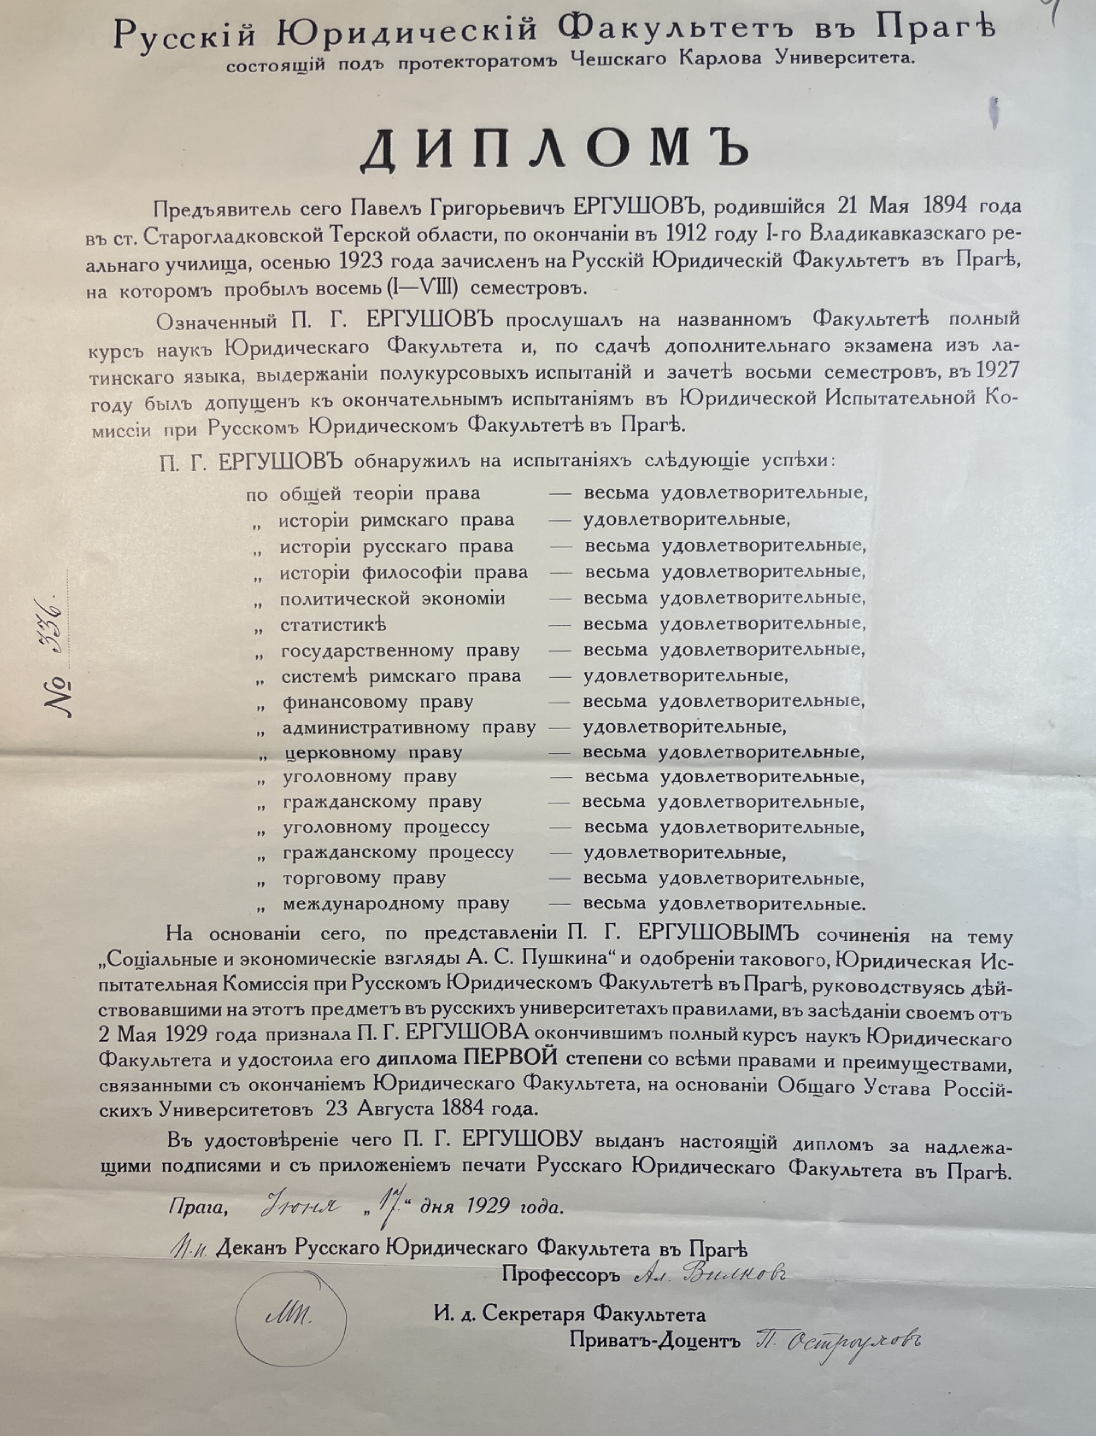 Русскій Юридическій Факультетъ въ Прагѣ
состоящій подъ протекторатомъ Чешскаго Карлова Университета.
ДИПЛОМЪ
Предъявитель сего Павелъ Григорьевичъ ЕРГУШОВЪ, родившійся 21 Мая 1894 года
въ ст. Старогладковской Терской области, по окончаніи въ 1912 году I-го Владикавказскаго ре-
альнаго училища, осенью 1923 года зачисленъ на Русскій Юридическій Факультетъ въ Прагѣ,
на которомъ пробылъ восемь (I—VIII) семестровъ.
Означенный П. Г. ЕРГУШОВЪ прослушалъ на названномъ Факультетѣ полный
курсъ наукъ Юридическаго Факультета и, по сдачѣ дополнительнаго экзамена изъ ла-
тинскаго языка, выдержаніи полукурсовыхъ испытаній и зачетѣ восьми семестровъ, въ 1927
году былъ допущенъ къ окончательнымъ испытаніямъ въ Юридической Испытательной Ко-
миссіи при Русскомъ Юридическомъ Факультетѣ въ Прагѣ.
П. Г. ЕРГУШОВЪ обнаружилъ на испытаніяхъ слѣдующіе успѣхи:
по общей теоріи права — весьма удовлетворительные,
„ исторіи римскаго права — удовлетворительные,
„ исторіи русскаго права — весьма удовлетворительные,
„ исторіи философіи права — весьма удовлетворительные,
„ политической экономіи — весьма удовлетворительные,
„ статистикѣ — весьма удовлетворительные,
„ государственному праву — весьма удовлетворительные,
„ системѣ римскаго права — удовлетворительные,
„ финансовому праву — весьма удовлетворительные,
„ административному праву — удовлетворительные,
„ церковному праву — весьма удовлетворительные,
„ уголовному праву — весьма удовлетворительные,
„ гражданскому праву — весьма удовлетворительные,
„ уголовному процессу — весьма удовлетворительные,
„ гражданскому процессу — удовлетворительные,
„ торговому праву — весьма удовлетворительные,
„ международному праву — весьма удовлетворительные.
№ 336.
На основаніи сего, по представленіи П. Г. ЕРГУШОВЫМЪ сочиненія на тему
„Соціальные и экономическіе взгляды А. С. Пушкина“ и одобреніи такового, Юридическая Ис-
пытательная Комиссія при Русскомъ Юридическомъ Факультетѣ въ Прагѣ, руководствуясь дѣй-
ствовавшими на этотъ предметъ въ русскихъ университетахъ правилами, въ засѣданіи своемъ отъ
2 Мая 1929 года признала П. Г. ЕРГУШОВА окончившимъ полный курсъ наукъ Юридическаго
Факультета и удостоила его диплома ПЕРВОЙ степени со всѣми правами и преимуществами,
связанными съ окончаніемъ Юридическаго Факультета, на основаніи Общаго Устава Россій-
скихъ Университетовъ 23 Августа 1884 года.
Въ удостовѣреніе чего П. Г. ЕРГУШОВУ выданъ настоящій дипломъ за надлежа-
щими подписями и съ приложеніемъ печати Русскаго Юридическаго Факультета въ Прагѣ.
Прага, Іюня „17“ дня 1929 года.
И.п. Деканъ Русскаго Юридическаго Факультета въ Прагѣ
Профессоръ Ал. Вилковъ
МП.
И. д. Секретаря Факультета
Приватъ-Доцентъ П. Остроуховъ